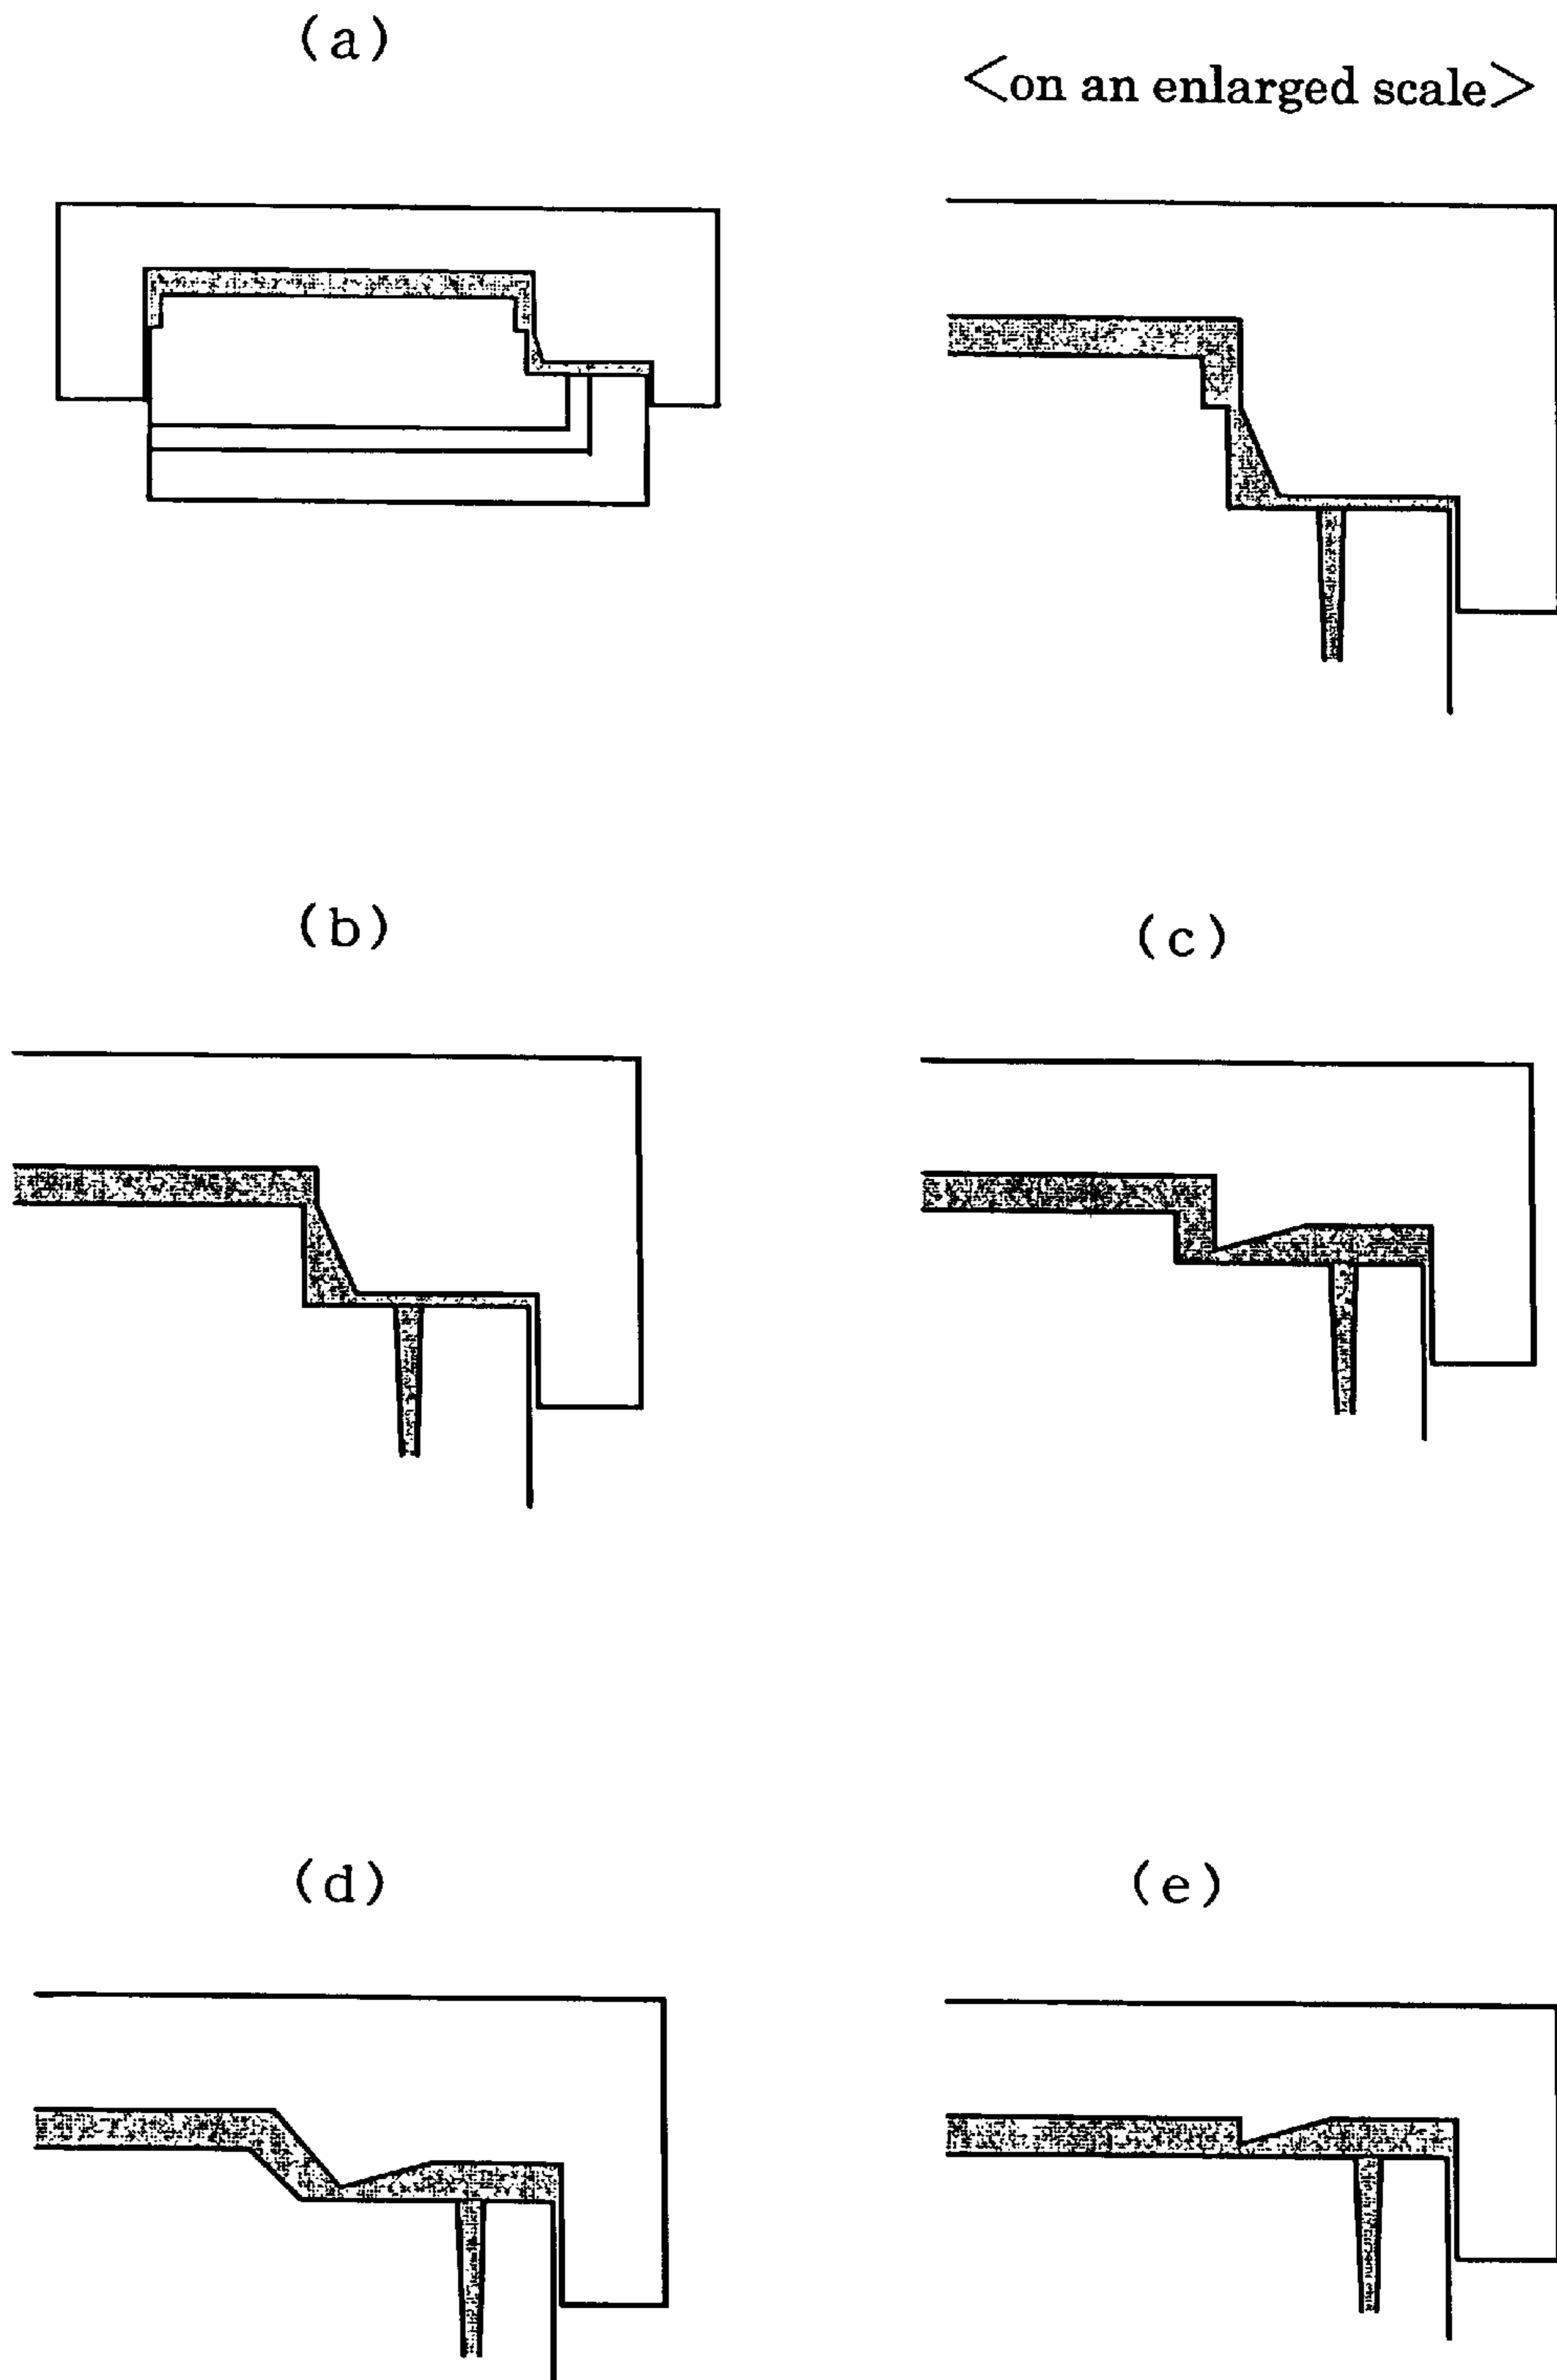 (a)
<on an enlarged scale>
(b)
(c)
(d)
(e)